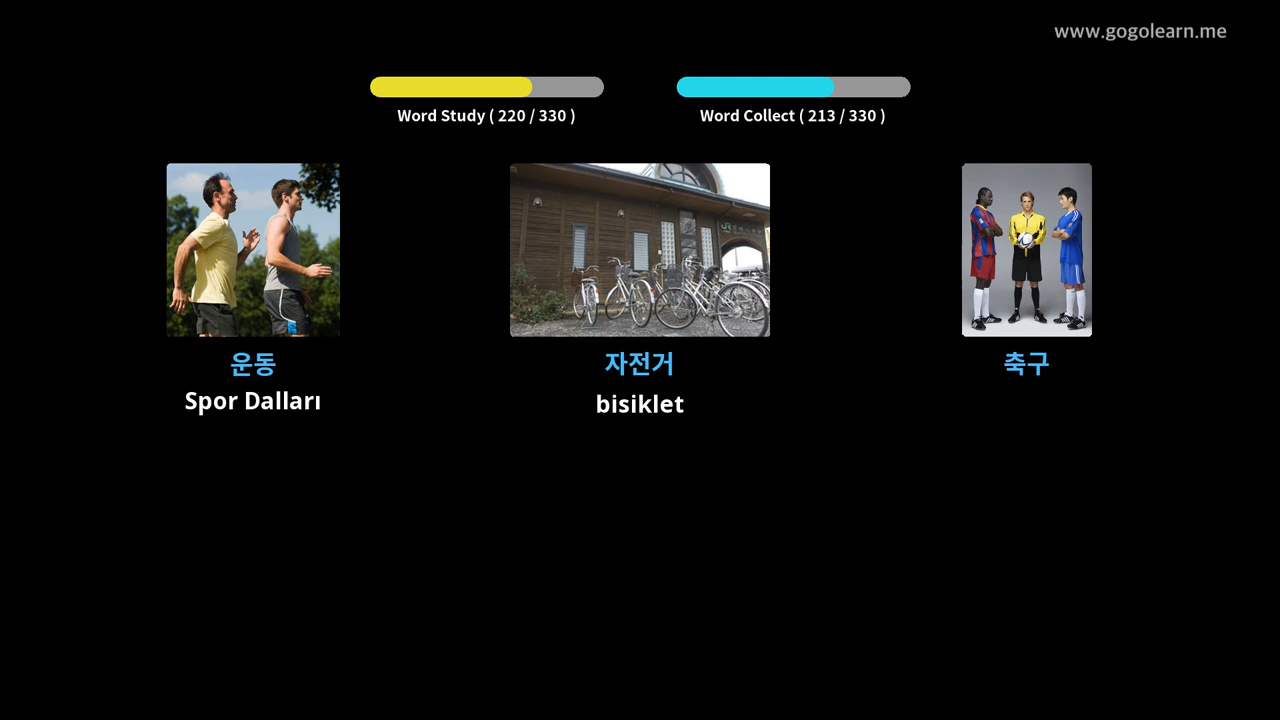 www.gogolearn.me
Word Study ( 220 / 330 )
Word Collect ( 213 / 330 )
운동
자전거
축구
Spor Dalları
bisiklet